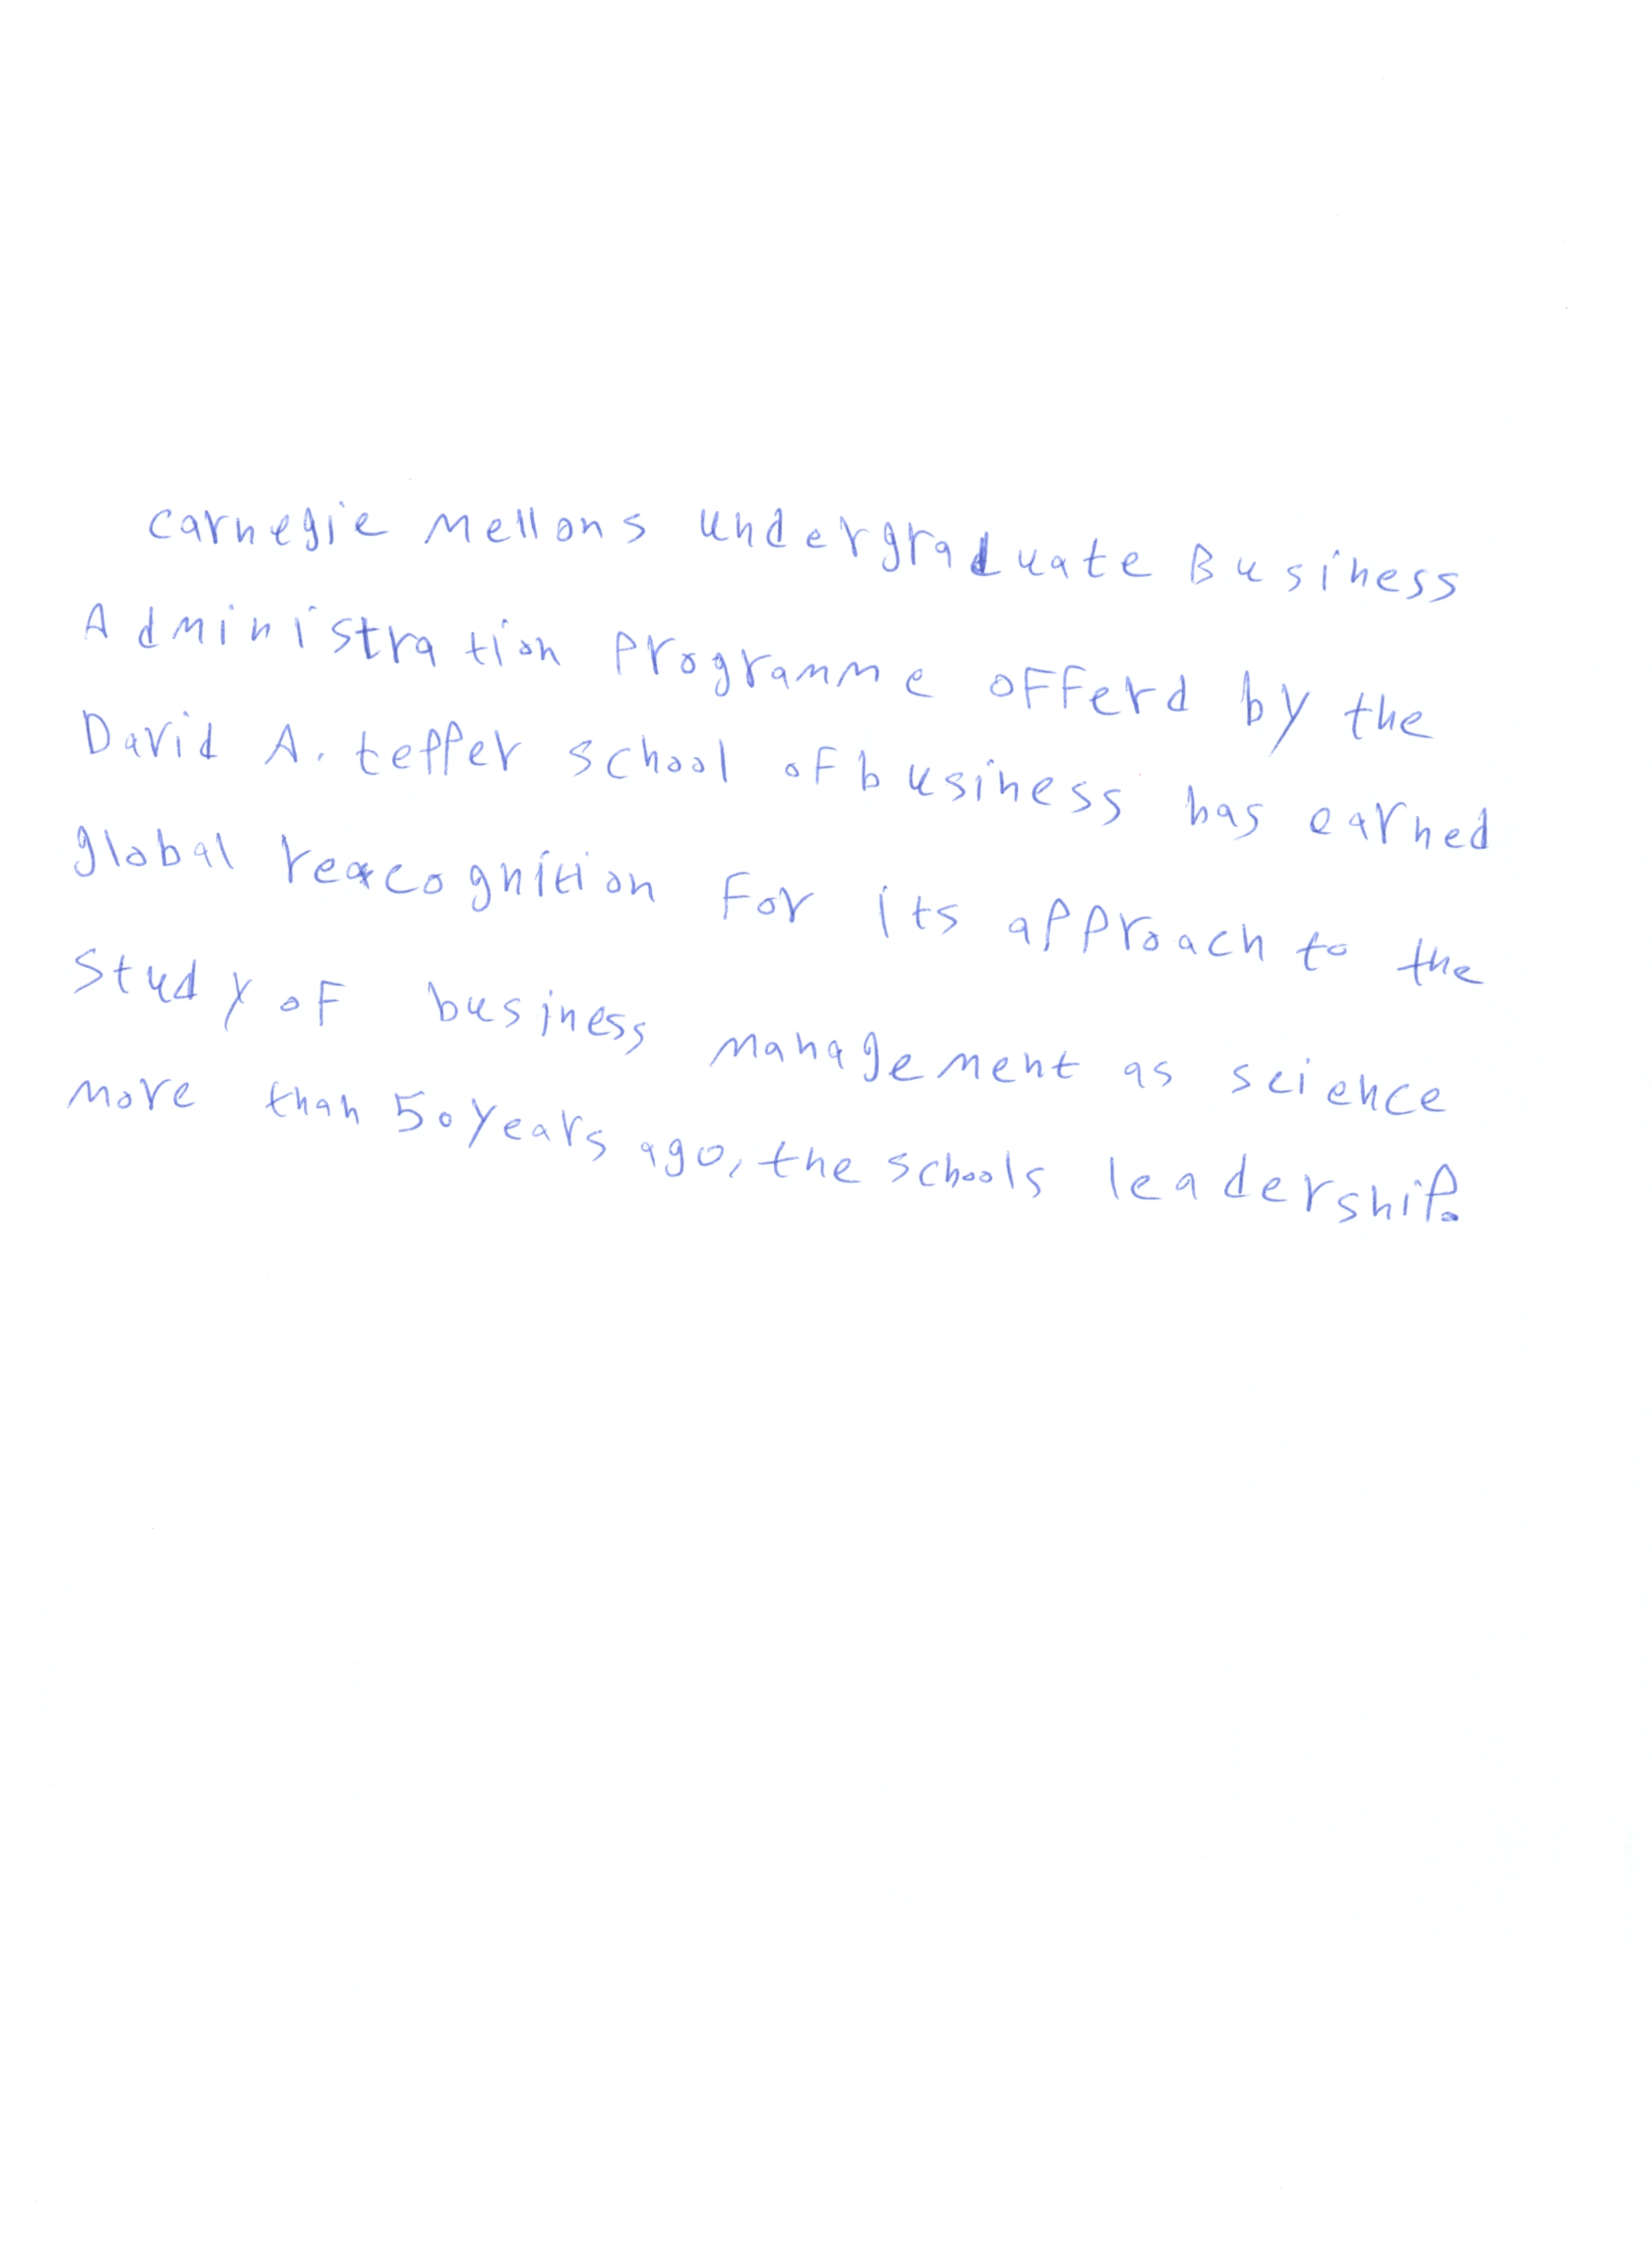 carnegie Mellons undergraduate Business
Administration programme offerd by the
David A. tepper school of business has earned
global reacognition for its approach to the
study of business management as science
more than 50 years ago, the schools leadership.